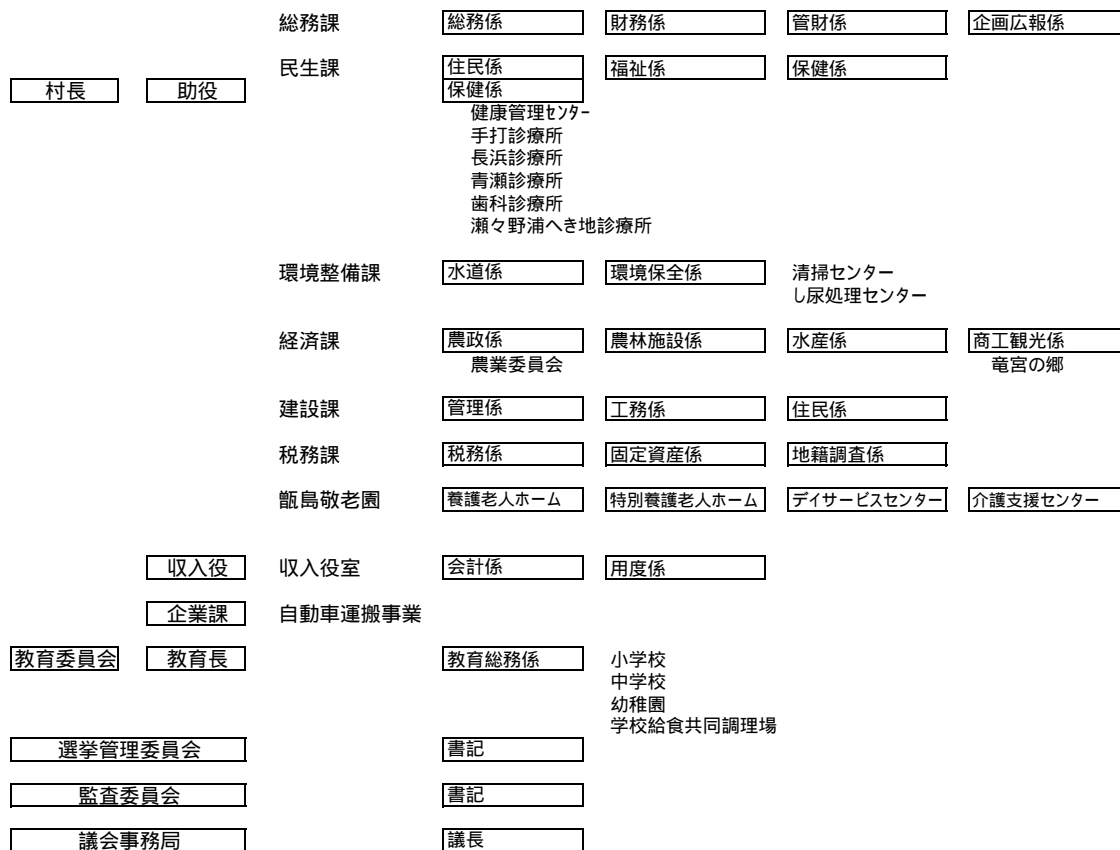 総務課 総務係 財務係 管財係 企画広報係
民生課 住民係 福祉係 保健係
村長 助役 保健係
健康管理センター
手打診療所
長浜診療所
青瀬診療所
歯科診療所
瀬々野浦へき地診療所
環境整備課 水道係 環境保全係 清掃センター
し尿処理センター
経済課 農政係 農林施設係 水産係 商工観光係
農業委員会 竜宮の郷
建設課 管理係 工務係 住民係
税務課 税務係 固定資産係 地籍調査係
甑島敬老園 養護老人ホーム 特別養護老人ホーム デイサービスセンター 介護支援センター
収入役 収入役室 会計係 用度係
企業課 自動車運搬事業
教育委員会 教育長 教育総務係 小学校
中学校
幼稚園
学校給食共同調理場
選挙管理委員会 書記
監査委員会 書記
議会事務局 議長